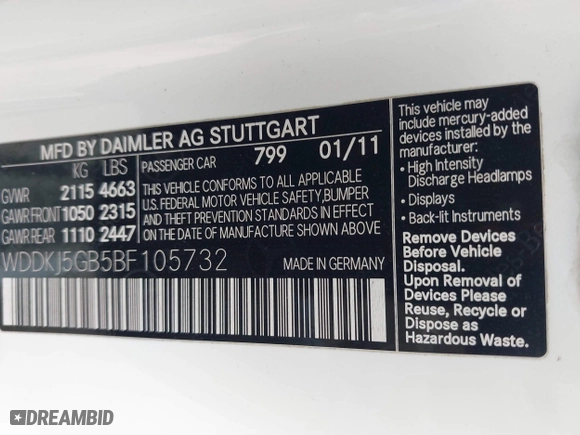 MFD BY DAIMLER AG STUTTGART
KG LBS
GVWR 2115 4663
GAWR FRONT 1050 2315
GAWR REAR 1110 2447
PASSENGER CAR 799 01/11
THIS VEHICLE CONFORMS TO ALL APPLICABLE
U.S. FEDERAL MOTOR VEHICLE SAFETY, BUMPER
AND THEFT PREVENTION STANDARDS IN EFFECT
ON THE DATE OF MANUFACTURE SHOWN ABOVE.
WDDKJ5GB5BF105732 MADE IN GERMANY
This vehicle may
include mercury-added
devices installed by the
manufacturer:
• High Intensity
Discharge Headlamps
• Displays
• Back-lit Instruments
Remove Devices
Before Vehicle
Disposal.
Upon Removal of
Devices Please
Reuse, Recycle or
Dispose as
Hazardous Waste.
DREAMBID